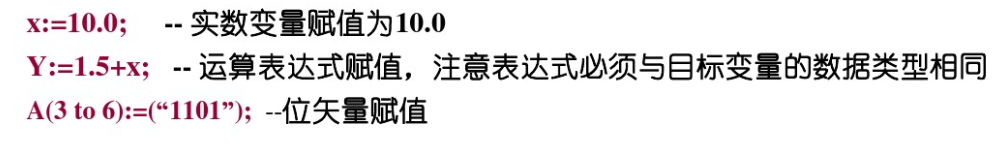 x:=10.0; -- 实数变量赋值为10.0
Y:=1.5+x; -- 运算表达式赋值，注意表达式必须与目标变量的数据类型相同
A(3 to 6):=(“1101”); --位矢量赋值